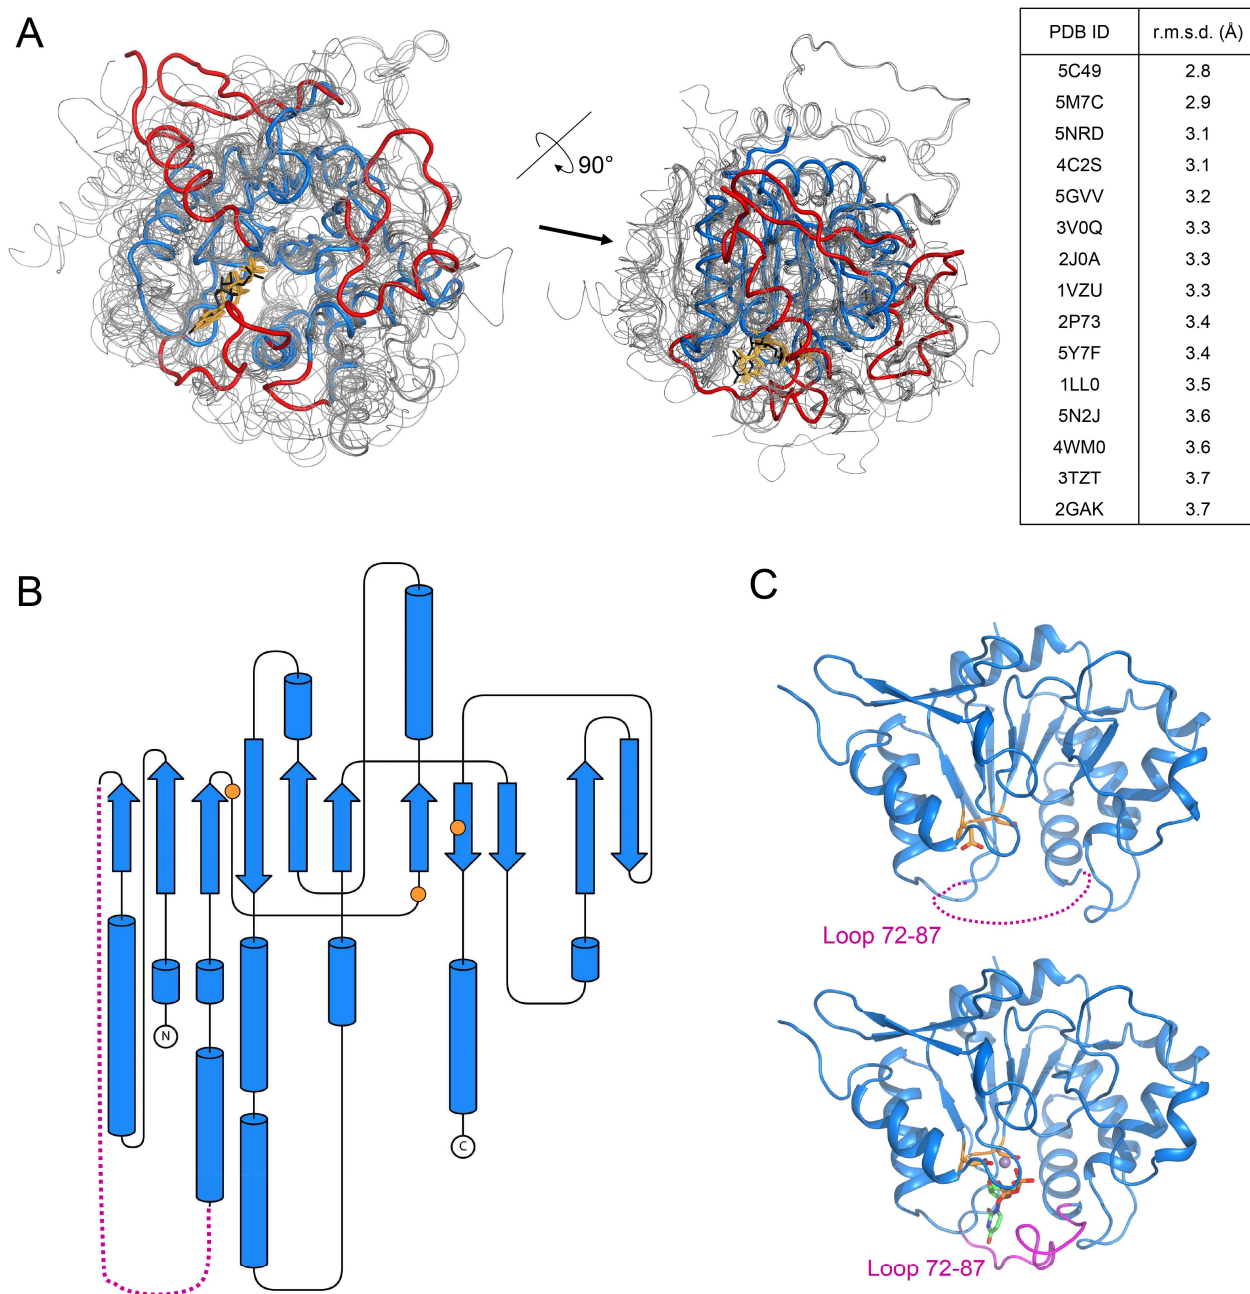 A
90°
PDB ID r.m.s.d. (Å)
5C49 2.8
5M7C 2.9
5NRD 3.1
4C2S 3.1
5GVV 3.2
3V0Q 3.3
2J0A 3.3
1VZU 3.3
2P73 3.4
5Y7F 3.4
1LL0 3.5
5N2J 3.6
4WM0 3.6
3TZT 3.7
2GAK 3.7
B
N
C
C
Loop 72-87
Loop 72-87